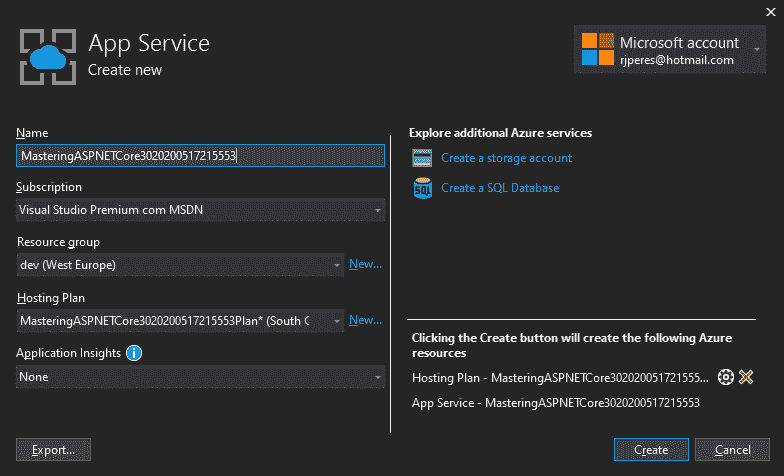 App Service
Create new
Microsoft account
rjperes@hotmail.com
Name
MasteringASPNETCore3020200517215553
Subscription
Visual Studio Premium com MSDN
Resource group
dev (West Europe)
New...
Hosting Plan
MasteringASPNETCore3020200517215553Plan* (South C
New...
Application Insights
None
Explore additional Azure services
Create a storage account
SQL
Create a SQL Database
Clicking the Create button will create the following Azure
resources
Hosting Plan - MasteringASPNETCore302020051721555...
App Service - MasteringASPNETCore3020200517215553
Export...
Create
Cancel